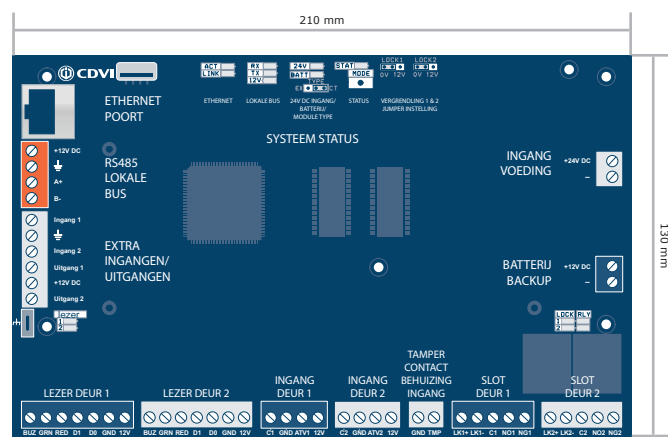 210 mm
130 mm
CDVI
ACT
LINK
RX
TX
12V
24V
BATT
TYPE
CT
STAT
MODE
LOCK1
0V 12V
LOCK2
0V 12V
ETHERNET
LOKALE BUS
24V DC INGANG/
BATTERIJ/
MODULE TYPE
STATUS
VERGRENDLING 1 & 2
JUMPER INSTELLING
SYSTEEM STATUS
ETHERNET
POORT
+12V DC
A+
B-
RS485
LOKALE
BUS
Ingang 1
Ingang 2
Uitgang 1
+12V DC
Uitgang 2
EXTRA
INGANGEN/
UITGANGEN
lezer
1
2
INGANG
VOEDING
+24V DC
–
BATTERIJ
BACKUP
+12V DC
–
LOCK RLY
1
2
LEZER DEUR 1
BUZ GRN RED D1 D0 GND 12V
LEZER DEUR 2
BUZ GRN RED D1 D0 GND 12V
INGANG
DEUR 1
C1 GND ATV1 12V
INGANG
DEUR 2
C2 GND ATV2 12V
TAMPER
CONTACT
BEHUIZING
INGANG
GND TMP
SLOT
DEUR 1
LK1+ LK1- C1 NO1 NG1
SLOT
DEUR 2
LK2+ LK2- C2 NO2 NG2